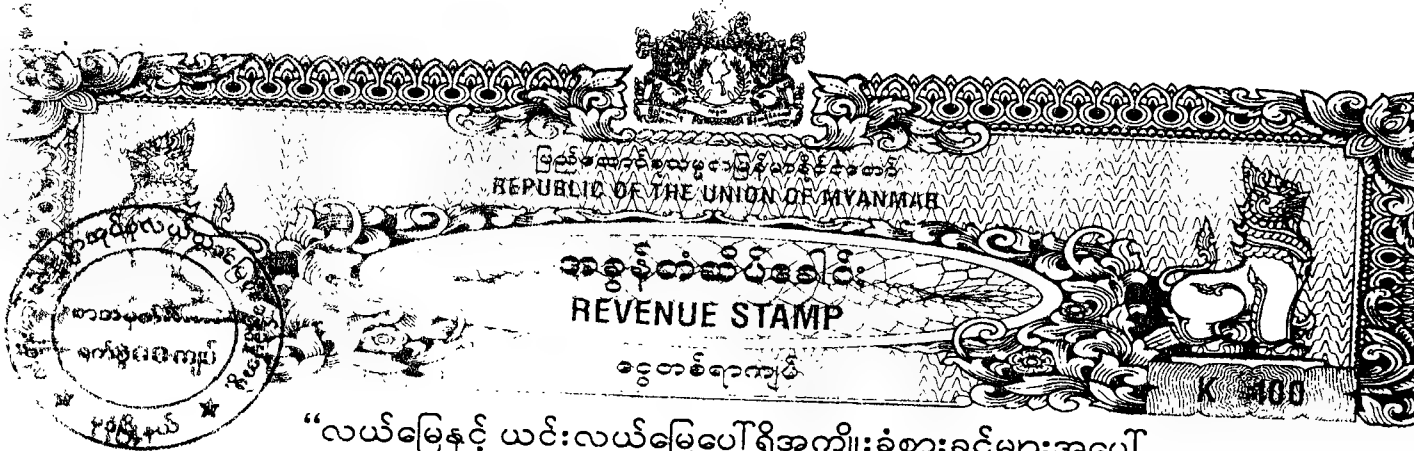 ပြည်ထောင်စုသမ္မတမြန်မာနိုင်ငံတော်
REPUBLIC OF THE UNION OF MYANMAR
အခွန်တံဆိပ်ခေါင်း
REVENUE STAMP
ငွေတစ်ရာကျပ်
K 100
“လယ်မြေနှင့် ယင်းလယ်မြေပေါ်ရှိအကျိုးခံစားခွင့်များအပေါ်